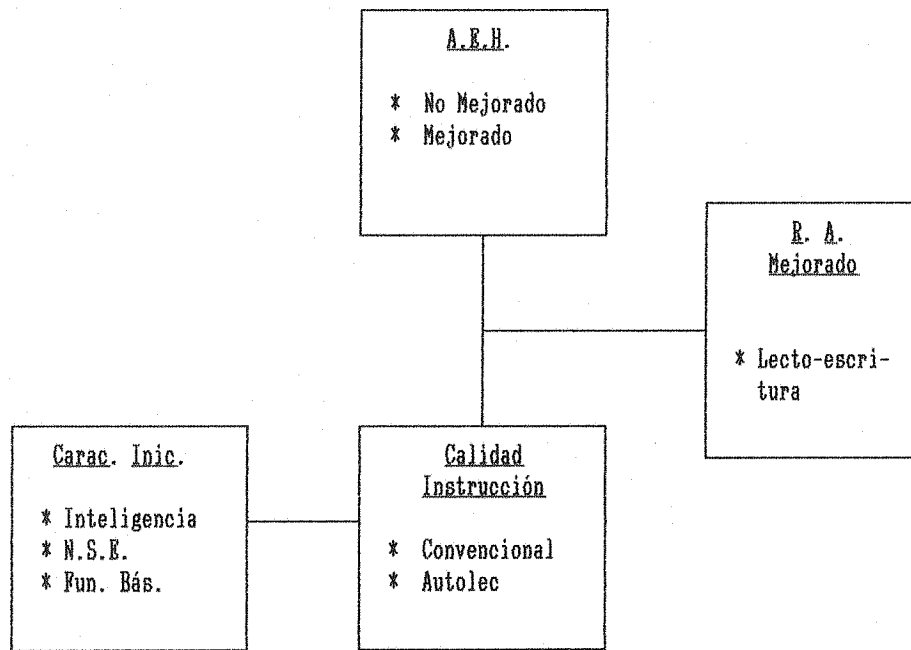 A.E.H.
* No Mejorado
* Mejorado
R. A.
Mejorado
* Lecto-escri-
tura
Carac. Inic.
* Inteligencia
* N.S.E.
* Fun. Bás.
Calidad
Instrucción
* Convencional
* Autolec